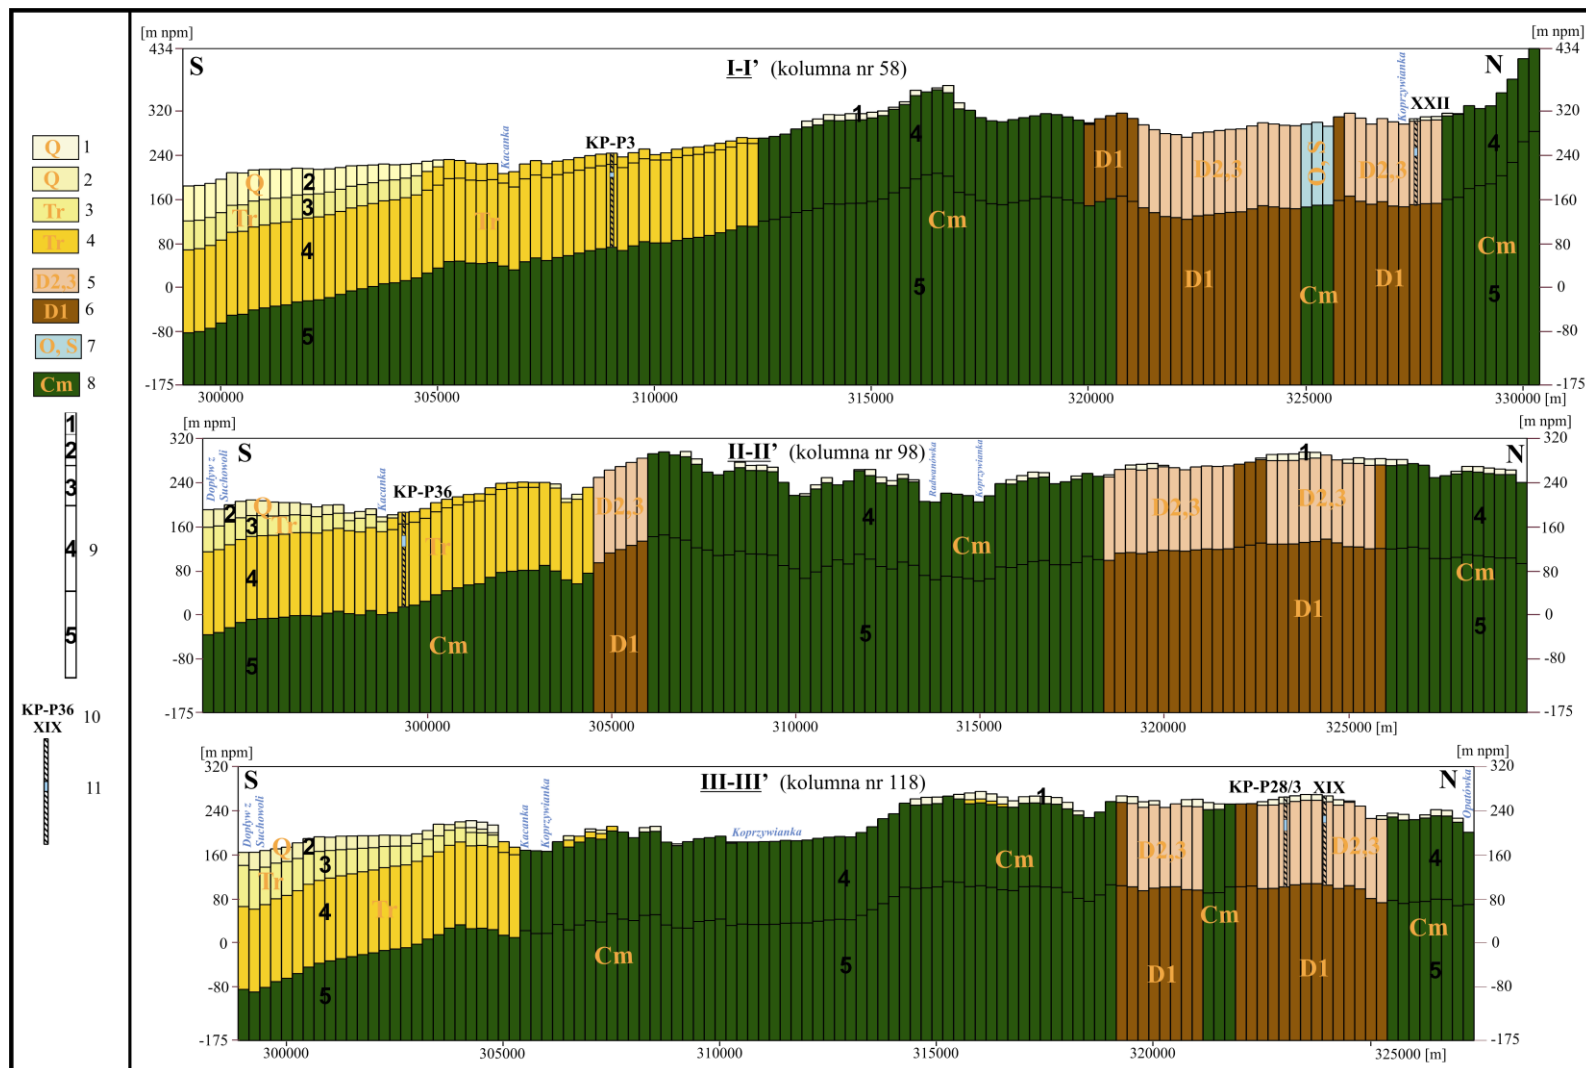 Q 1
Q 2
Tr 3
Tr 4
D2,3 5
D1 6
O, S 7
Cm 8
1
2
3
4 9
5
KP-P36 10
XIX
11
[m npm] [m npm]
434 S I-I’ (kolumna nr 58) N 434
320 Kacanka KP-P3 1 4 Koprzywianka XXII 320
240 Q 2 D1 D2,3 O, S D2,3 4 240
160 Tr 3 Tr Cm 160
80 4 Cm 80
0 5 D1 Cm D1 5 0
-80 5 -80
-175 -175
300000 305000 310000 315000 320000 325000 330000 [m]
[m npm] [m npm]
320 Dopływ z Suchowoli S II-II’ (kolumna nr 98) 1 N 320
240 Q Kacanka KP-P36 D2,3 Radwanówka Koprzywianka D2,3 D2,3 240
160 2 3 Tr Tr 4 4 160
80 4 Cm Cm 80
0 Cm D1 5 D1 5 0
-80 5 -80
-175 -175
300000 305000 310000 315000 320000 325000 [m]
[m npm] [m npm]
320 Dopływ z Suchowoli S III-III’ (kolumna nr 118) KP-P28/3 XIX N Opatówka 320
240 Kacanka Koprzywianka Koprzywianka 1 240
160 Q 2 3 Cm D2,3 D2,3 4 160
80 Tr 4 Tr 4 Cm Cm 80
0 Cm 5 D1 D1 5 0
-80 5 -80
-175 -175
300000 305000 310000 315000 320000 325000 [m]